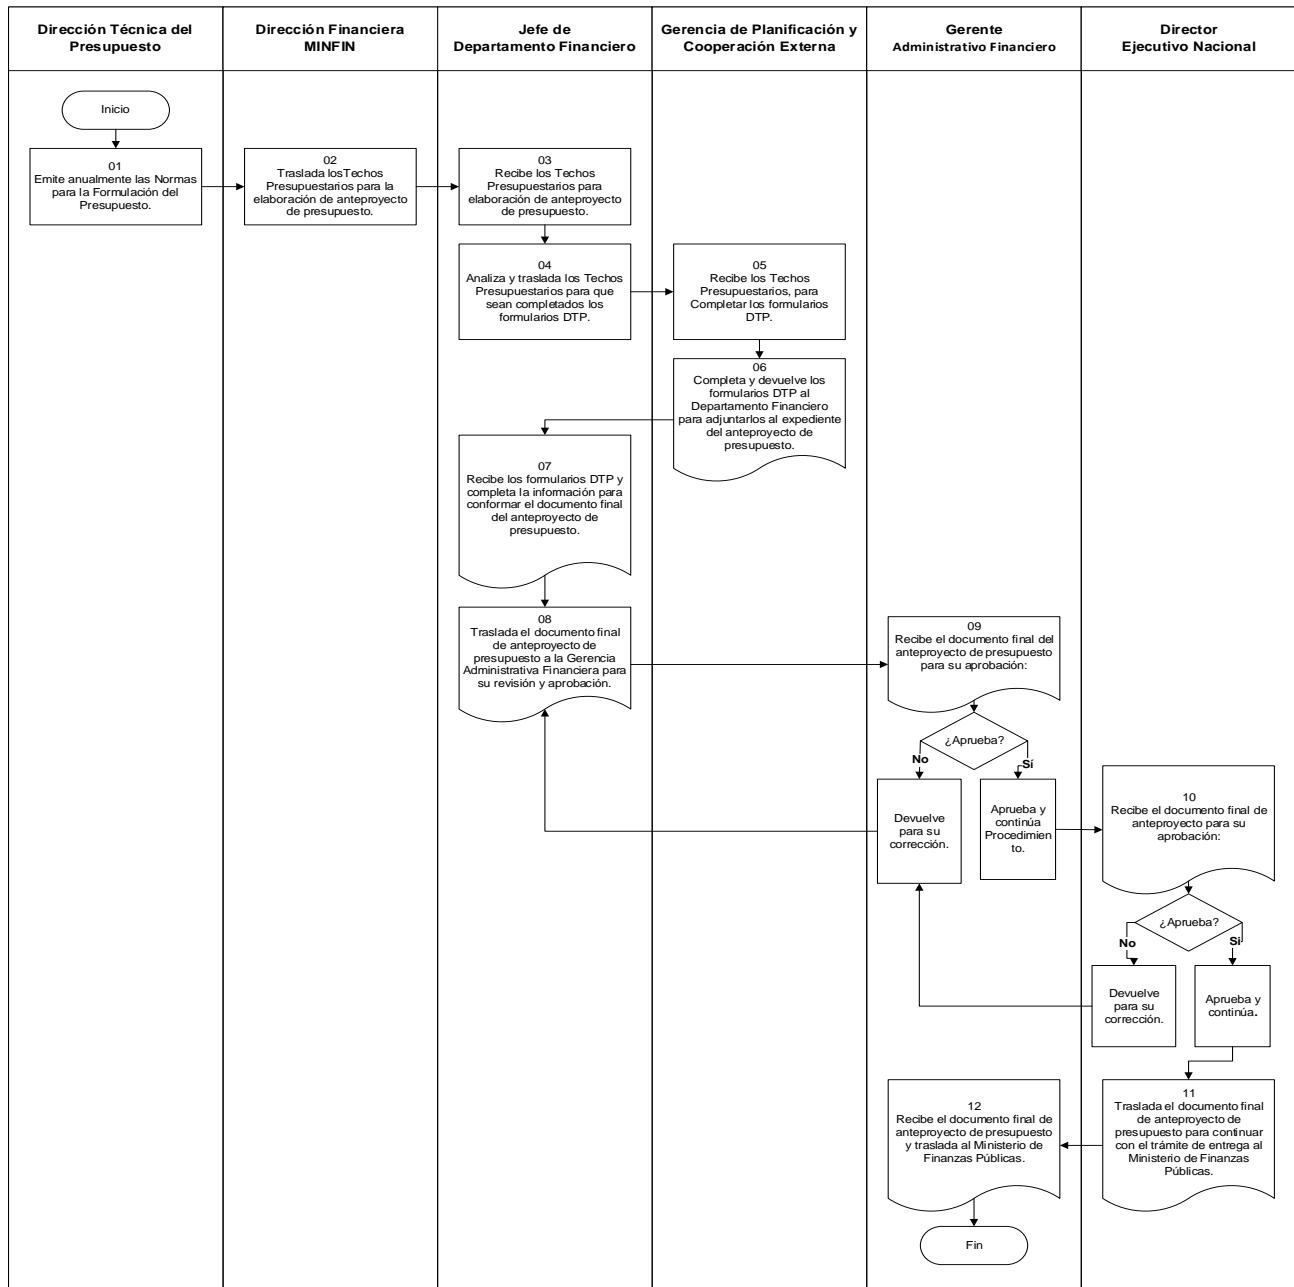 Dirección Técnica del
Presupuesto
Dirección Financiera
MINFIN
Jefe de
Departamento Financiero
Gerencia de Planificación y
Cooperación Externa
Gerente
Administrativo Financiero
Director
Ejecutivo Nacional
Inicio
01
Emite anualmente las Normas
para la Formulación del
Presupuesto.
02
Traslada losTechos
Presupuestarios para la
elaboración de anteproyecto
de presupuesto.
03
Recibe los Techos
Presupuestarios para
elaboración de anteproyecto
de presupuesto.
04
Analiza y traslada los Techos
Presupuestarios para que
sean completados los
formularios DTP.
05
Recibe los Techos
Presupuestarios, para
Completar los formularios
DTP.
06
Completa y devuelve los
formularios DTP al
Departamento Financiero
para adjuntarlos al expediente
del anteproyecto de
presupuesto.
07
Recibe los formularios DTP y
completa la información para
conformar el documento final
del anteproyecto de
presupuesto.
08
Traslada el documento final
de anteproyecto de
presupuesto a la Gerencia
Administrativa Financiera para
su revisión y aprobación.
09
Recibe el documento final del
anteproyecto de presupuesto
para su aprobación:
¿Aprueba?
No
Sí
Devuelve
para su
corrección.
Aprueba y
continúa
Procedimie
nto.
10
Recibe el documento final de
anteproyecto para su
aprobación:
¿Aprueba?
No
Si
Devuelve
para su
corrección.
Aprueba y
continúa.
11
Traslada el documento final
de anteproyecto de
presupuesto para continuar
con el trámite de entrega al
Ministerio de Finanzas
Públicas.
12
Recibe el documento final de
anteproyecto de presupuesto
y traslada al Ministerio de
Finanzas Públicas.
Fin